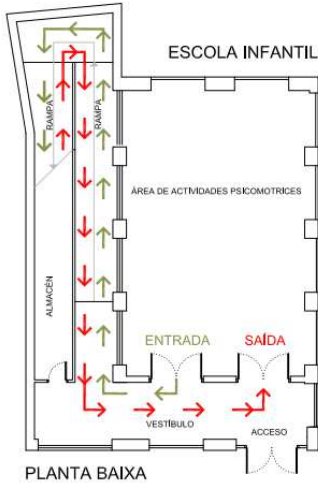 ESCOLA INFANTIL
RAMPA
RAMPA
ÁREA DE ACTIVIDADES PSICOMOTRICES
ALMACÉN
ENTRADA
SAÍDA
VESTÍBULO
ACCESO
PLANTA BAIXA